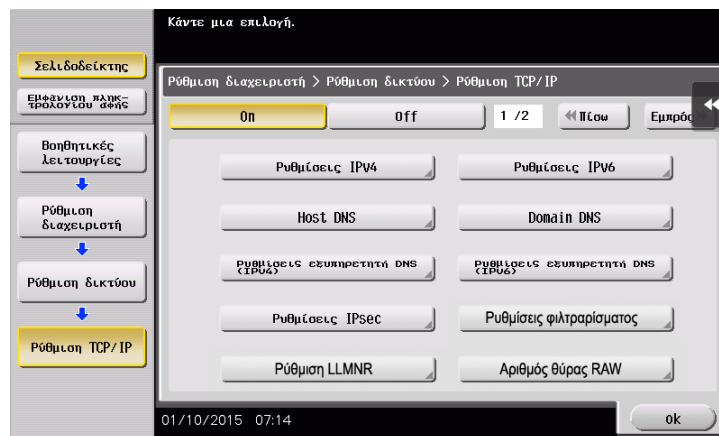 Κάντε μια επιλογή.
Σελιδοδείκτης
Εμφάνιση πληκ-
τρολογίου αφής
Βοηθητικές
λειτουργίες
Ρύθμιση
διαχειριστή
Ρύθμιση δικτύου
Ρύθμιση TCP/IP
Ρύθμιση διαχειριστή > Ρύθμιση δικτύου > Ρύθμιση TCP/IP
On Off 1 /2 Πίσω Εμπρός
Ρυθμίσεις IPV4 Ρυθμίσεις IPV6
Host DNS Domain DNS
Ρυθμίσεις εξυπηρετητή DNS Ρυθμίσεις εξυπηρετητή DNS
(IPV4) (IPV6)
Ρυθμίσεις IPsec Ρυθμίσεις φιλτραρίσματος
Ρύθμιση LLMNR Αριθμός θύρας RAW
01/10/2015 07:14 οk